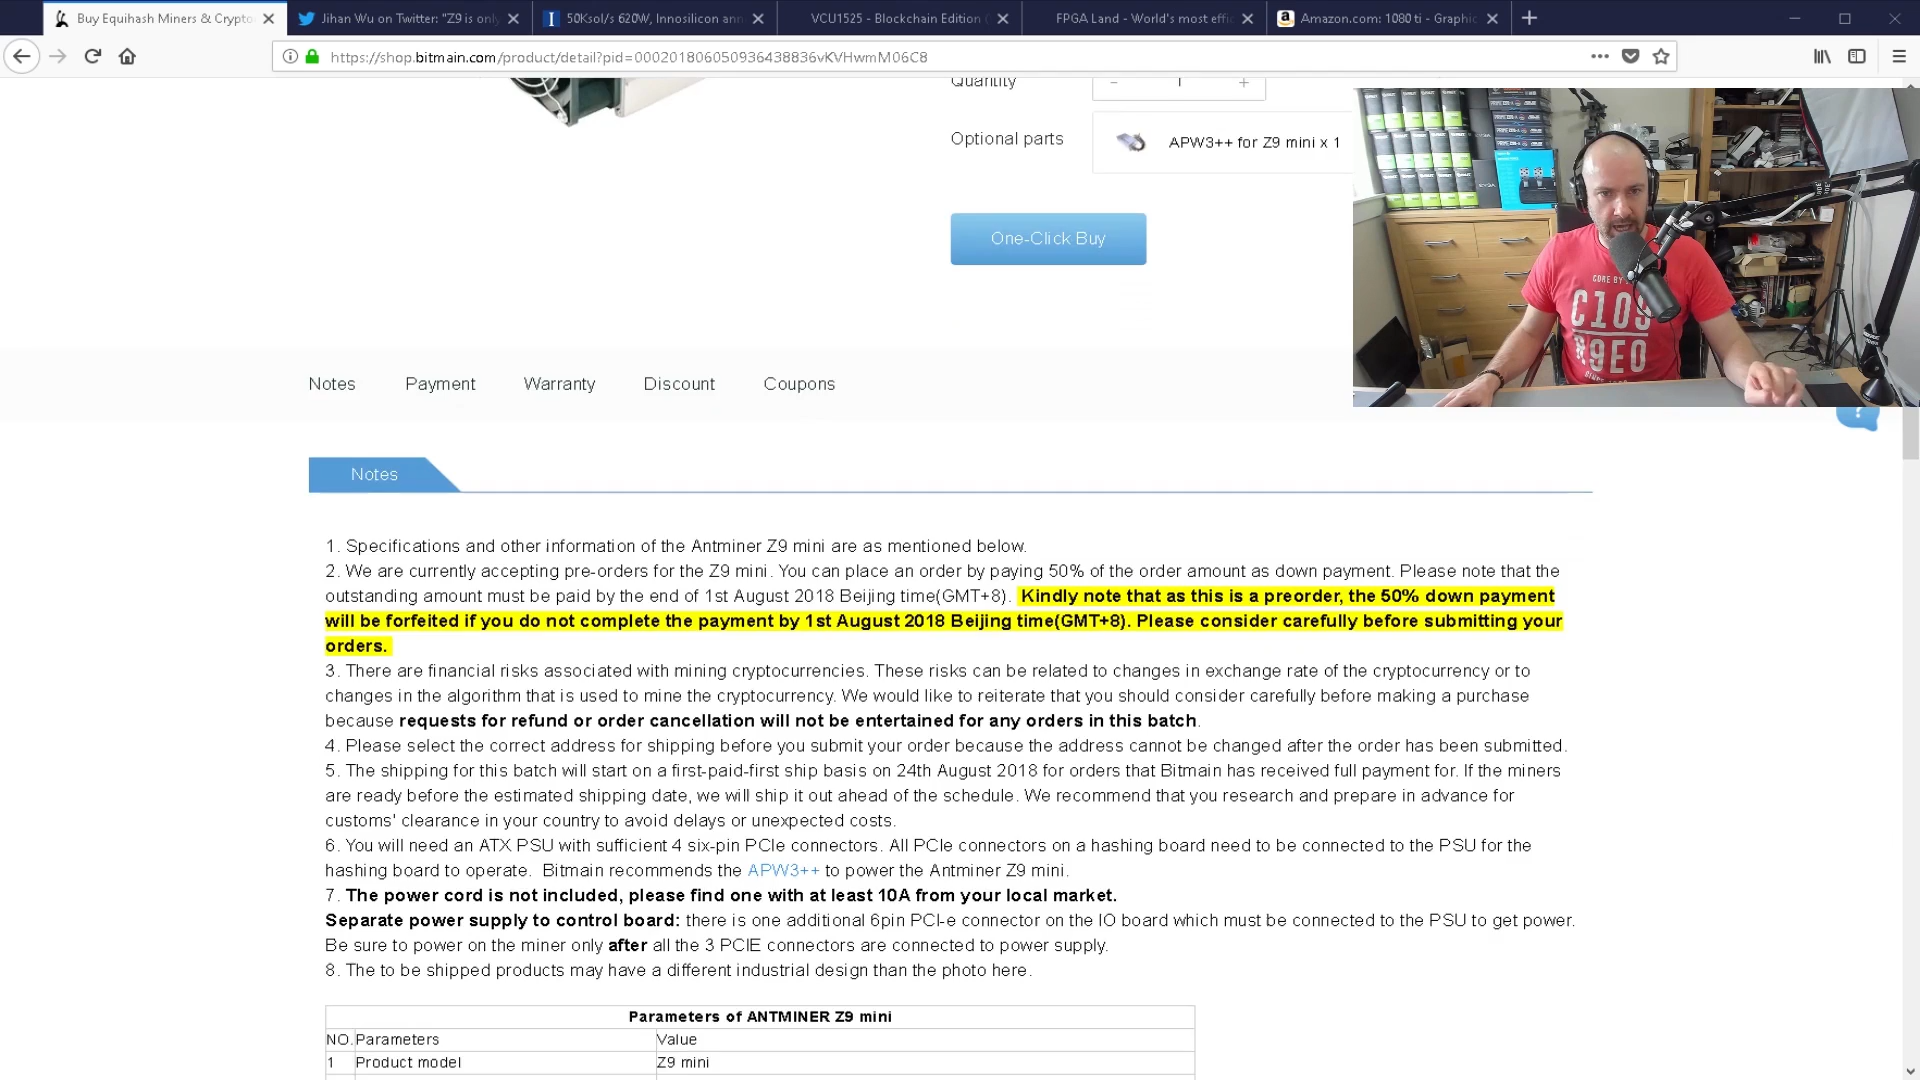 Buy Equihash Miners & Crypto
Jihan Wu on Twitter: "Z9 is only
50Ksol/s 620W, Innosilicon ann
VCU1525 - Blockchain Edition (
FPGA Land - World's most effic
Amazon.com: 1080 ti - Graphic
https://shop.bitmain.com/product/detail?pid=000201806050936438836vKVHwmM06C8
Quantity
- 1 +
Optional parts
APW3++ for Z9 mini x 1
One-Click Buy
CORE BY
C10S
R9EO
Notes Payment Warranty Discount Coupons
?
Notes
1. Specifications and other information of the Antminer Z9 mini are as mentioned below.
2. We are currently accepting pre-orders for the Z9 mini. You can place an order by paying 50% of the order amount as down payment. Please note that the
outstanding amount must be paid by the end of 1st August 2018 Beijing time(GMT+8). Kindly note that as this is a preorder, the 50% down payment
will be forfeited if you do not complete the payment by 1st August 2018 Beijing time(GMT+8). Please consider carefully before submitting your
orders.
3. There are financial risks associated with mining cryptocurrencies. These risks can be related to changes in exchange rate of the cryptocurrency or to
changes in the algorithm that is used to mine the cryptocurrency. We would like to reiterate that you should consider carefully before making a purchase
because requests for refund or order cancellation will not be entertained for any orders in this batch.
4. Please select the correct address for shipping before you submit your order because the address cannot be changed after the order has been submitted.
5. The shipping for this batch will start on a first-paid-first ship basis on 24th August 2018 for orders that Bitmain has received full payment for. If the miners
are ready before the estimated shipping date, we will ship it out ahead of the schedule. We recommend that you research and prepare in advance for
customs' clearance in your country to avoid delays or unexpected costs.
6. You will need an ATX PSU with sufficient 4 six-pin PCIe connectors. All PCIe connectors on a hashing board need to be connected to the PSU for the
hashing board to operate. Bitmain recommends the APW3++ to power the Antminer Z9 mini.
7. The power cord is not included, please find one with at least 10A from your local market.
Separate power supply to control board: there is one additional 6pin PCI-e connector on the IO board which must be connected to the PSU to get power.
Be sure to power on the miner only after all the 3 PCIE connectors are connected to power supply.
8. The to be shipped products may have a different industrial design than the photo here.
Parameters of ANTMINER Z9 mini
NO. Parameters Value
1 Product model Z9 mini